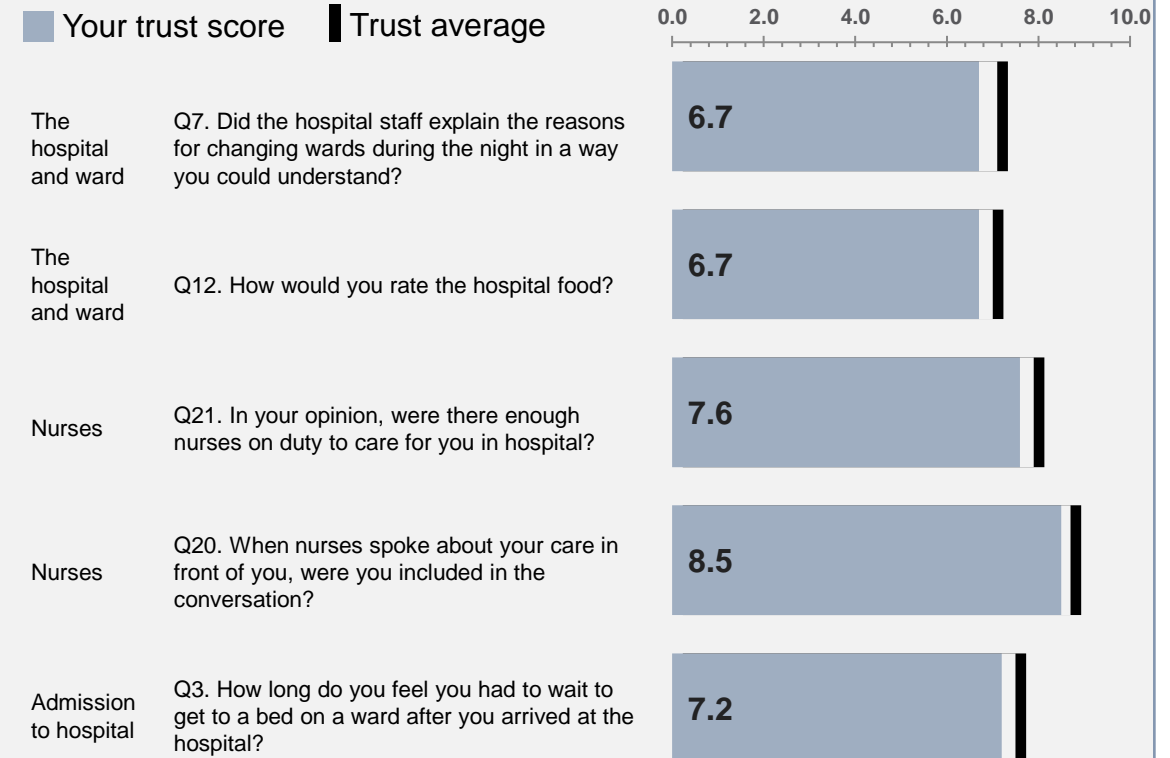 Your trust score Trust average
0.0 2.0 4.0 6.0 8.0 10.0
The
hospital
and ward
Q7. Did the hospital staff explain the reasons
for changing wards during the night in a way
you could understand?
6.7
The
hospital
and ward
Q12. How would you rate the hospital food?
6.7
Nurses
Q21. In your opinion, were there enough
nurses on duty to care for you in hospital?
7.6
Nurses
Q20. When nurses spoke about your care in
front of you, were you included in the
conversation?
8.5
Admission
to hospital
Q3. How long do you feel you had to wait to
get to a bed on a ward after you arrived at the
hospital?
7.2